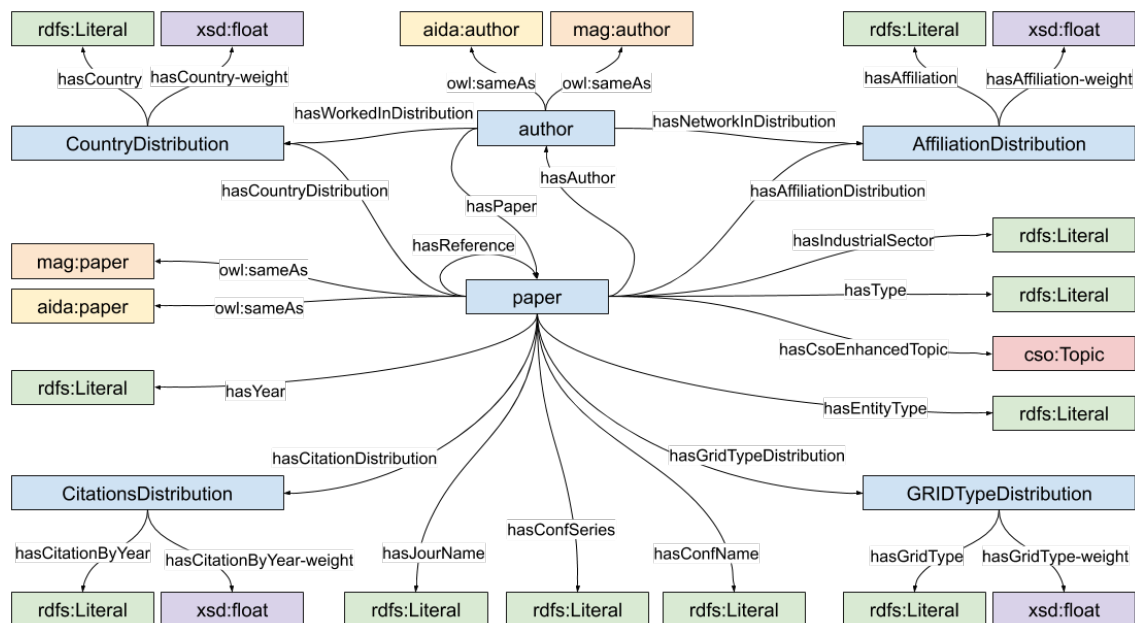 rdfs:Literal
xsd:float
aida:author
mag:author
rdfs:Literal
xsd:float
hasCountry
hasCountry-weight
owl:sameAs
owl:sameAs
hasAffiliation
hasAffiliation-weight
hasWorkedInDistribution
author
hasNetworkInDistribution
CountryDistribution
AffiliationDistribution
hasAuthor
hasCountryDistribution
hasAffiliationDistribution
hasPaper
hasReference
hasIndustrialSector
rdfs:Literal
mag:paper
owl:sameAs
hasType
rdfs:Literal
aida:paper
owl:sameAs
paper
hasCsoEnhancedTopic
cso:Topic
rdfs:Literal
hasYear
hasEntityType
rdfs:Literal
hasCitationDistribution
hasGridTypeDistribution
CitationsDistribution
GRIDTypeDistribution
hasConfSeries
hasCitationByYear
hasCitationByYear-weight
hasJourName
hasConfName
hasGridType
hasGridType-weight
rdfs:Literal
xsd:float
rdfs:Literal
rdfs:Literal
rdfs:Literal
rdfs:Literal
xsd:float